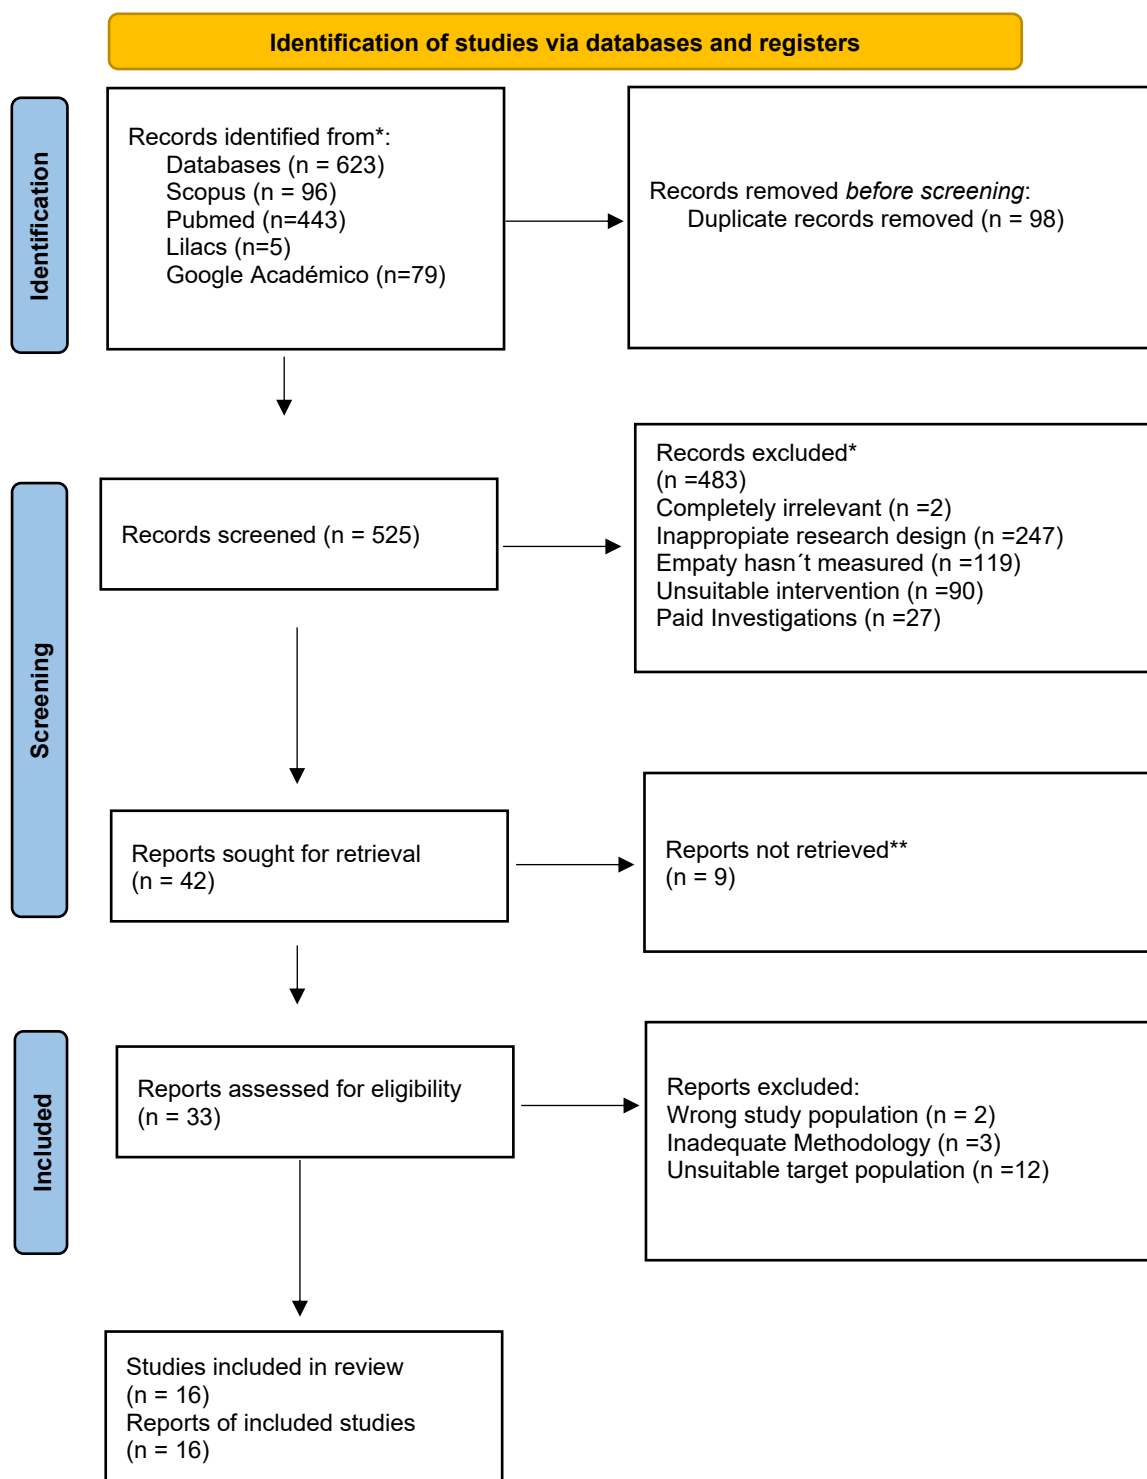 Identification of studies via databases and registers
Identification
Records identified from*:
Databases (n = 623)
Scopus (n = 96)
Pubmed (n=443)
Lilacs (n=5)
Google Académico (n=79)
Records removed before screening:
Duplicate records removed (n = 98)
Screening
Records screened (n = 525)
Records excluded*
(n =483)
Completely irrelevant (n =2)
Inappropiate research design (n =247)
Empaty hasn´t measured (n =119)
Unsuitable intervention (n =90)
Paid Investigations (n =27)
Reports sought for retrieval
(n = 42)
Reports not retrieved**
(n = 9)
Included
Reports assessed for eligibility
(n = 33)
Reports excluded:
Wrong study population (n = 2)
Inadequate Methodology (n =3)
Unsuitable target population (n =12)
Studies included in review
(n = 16)
Reports of included studies
(n = 16)